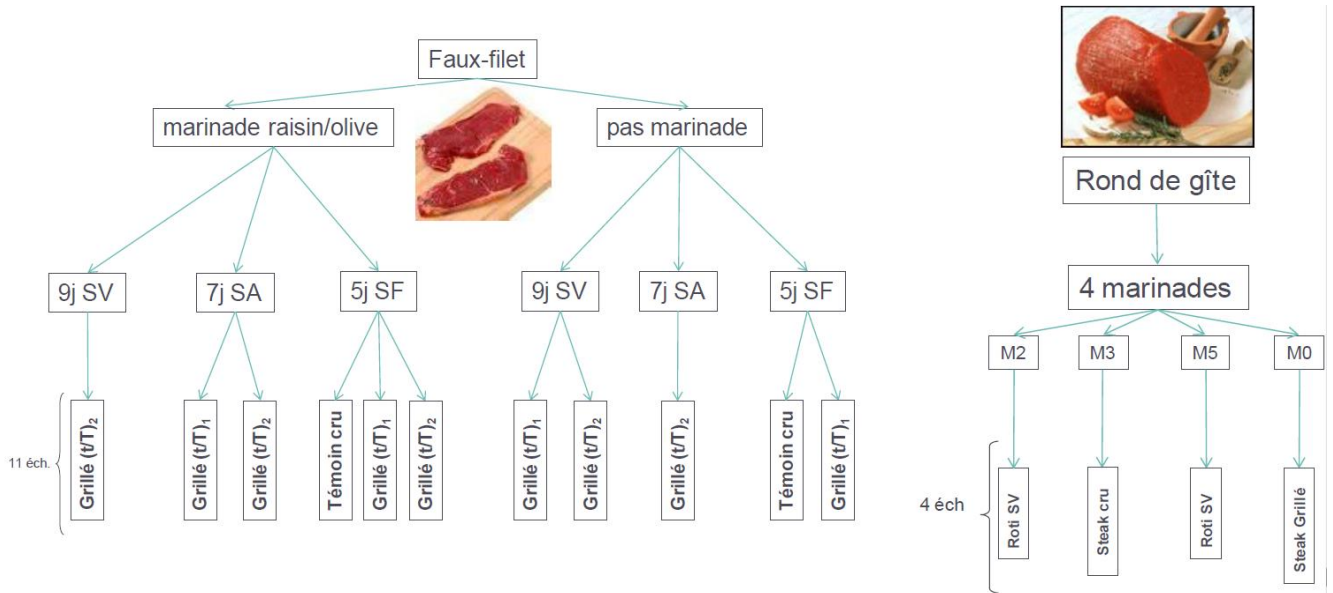 Faux-filet
marinade raisin/olive
pas marinade
9j SV
7j SA
5j SF
9j SV
7j SA
5j SF
11 éch.
Grillé (t/T)₂
Grillé (t/T)₁
Grillé (t/T)₂
Témoin cru
Grillé (t/T)₁
Grillé (t/T)₂
Grillé (t/T)₁
Grillé (t/T)₂
Grillé (t/T)₂
Témoin cru
Grillé (t/T)₁
Rond de gîte
4 marinades
M2
M3
M5
M0
4 éch
Roti SV
Steak cru
Roti SV
Steak Grillé